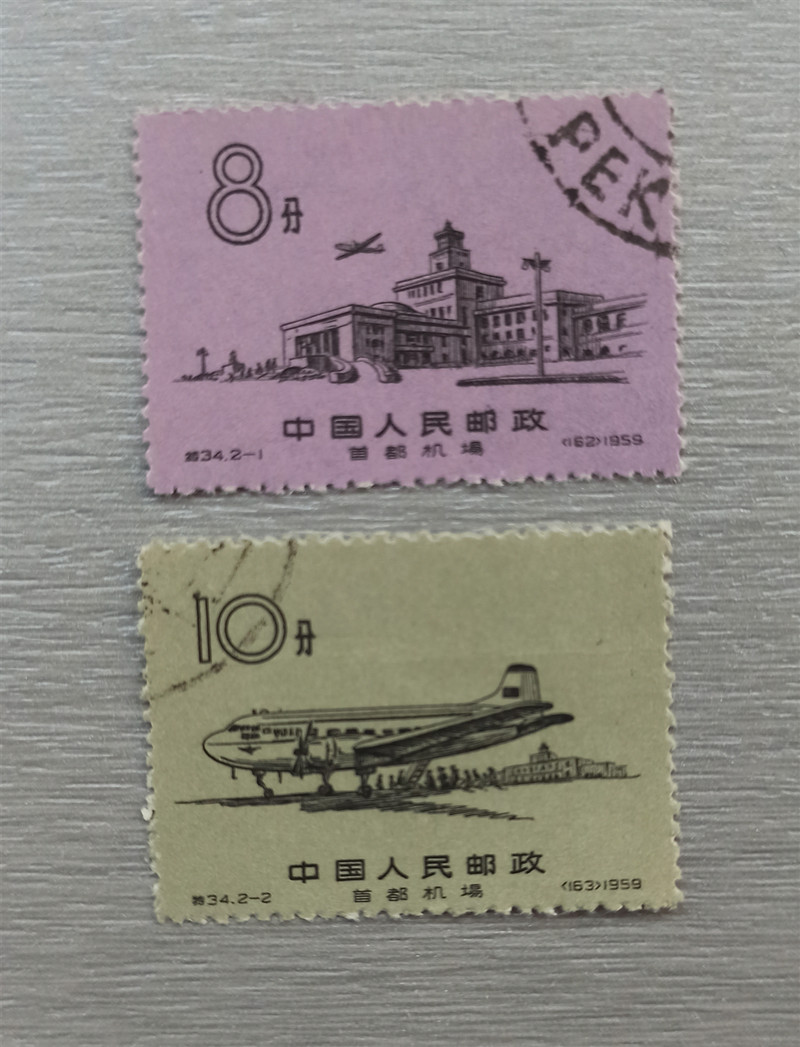 PEK
8分
中国人民邮政
特34.2-1 首都机場 (162)1959
10分
中国人民邮政
特34.2-2 首都机場 (163)1959